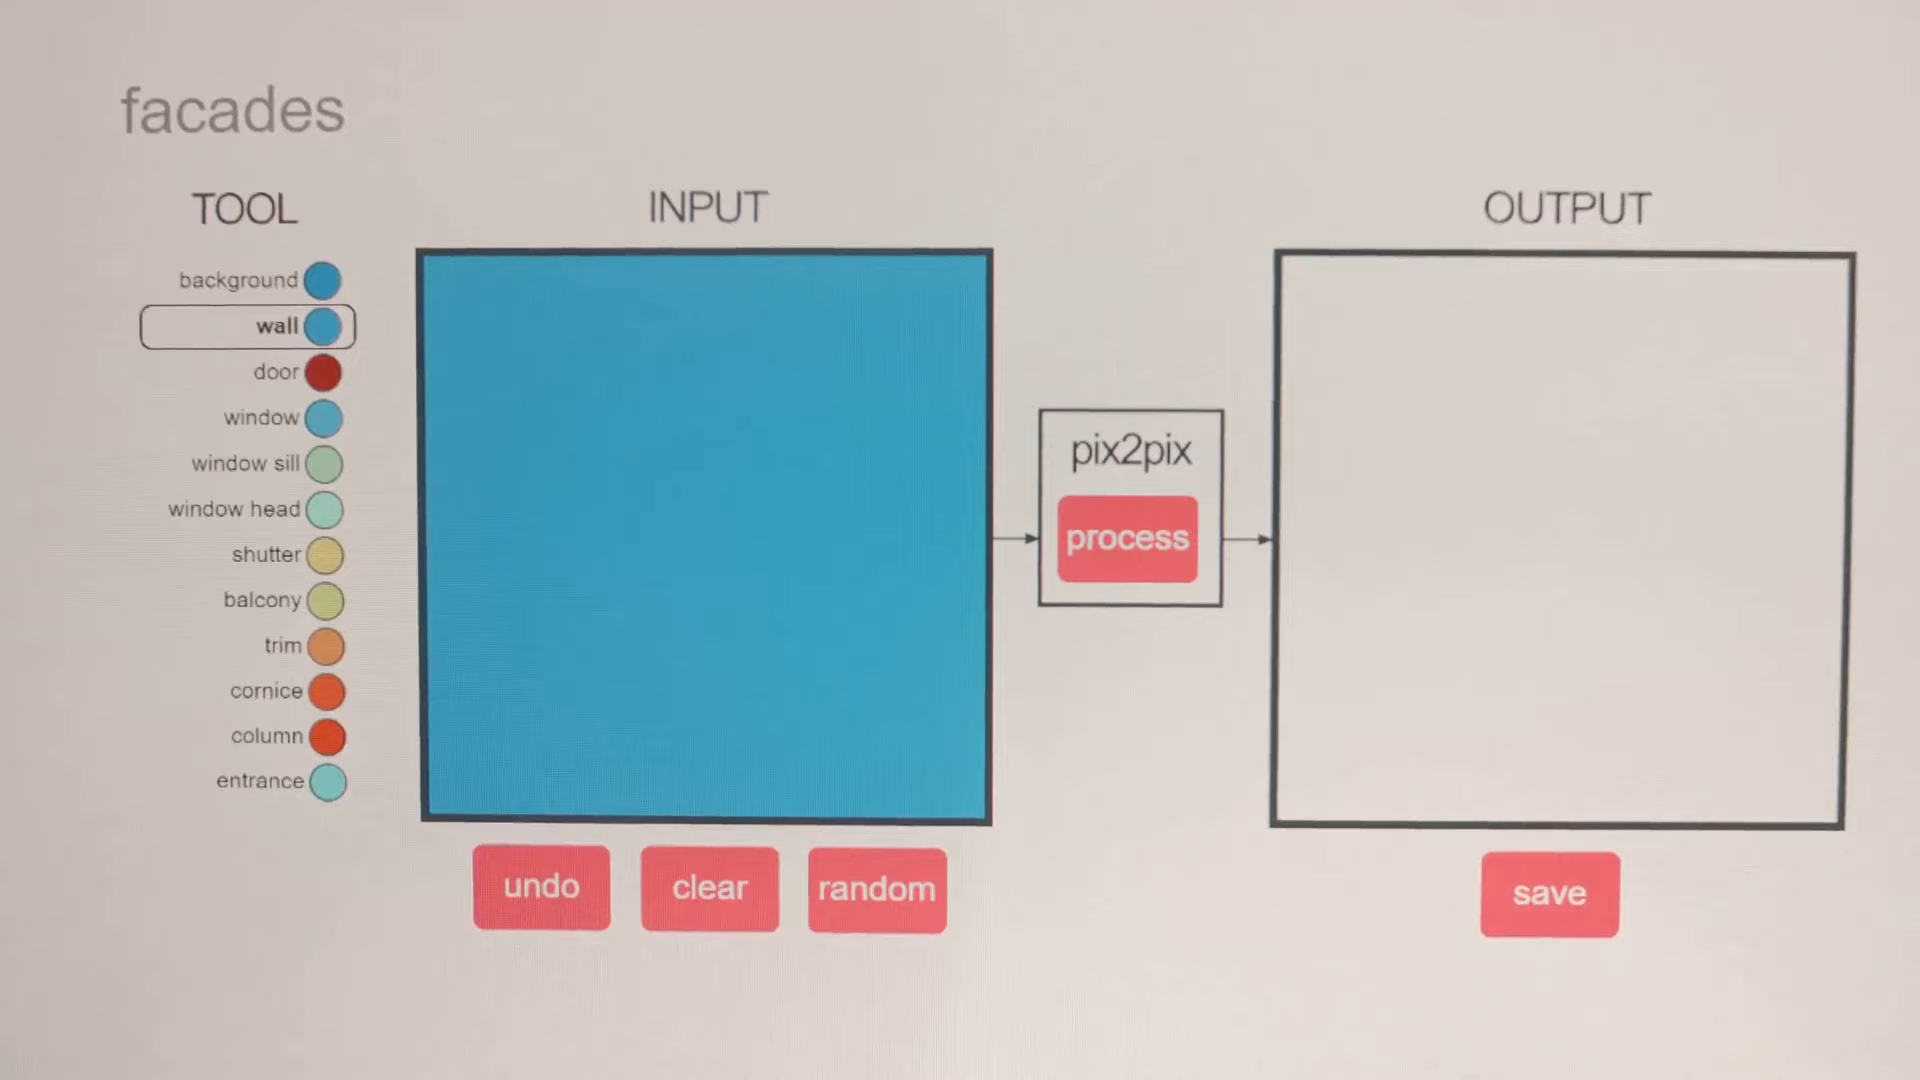 facades
TOOL
background
wall
door
window
window sill
window head
shutter
balcony
trim
cornice
column
entrance
INPUT
undo
clear
random
pix2pix
process
OUTPUT
save